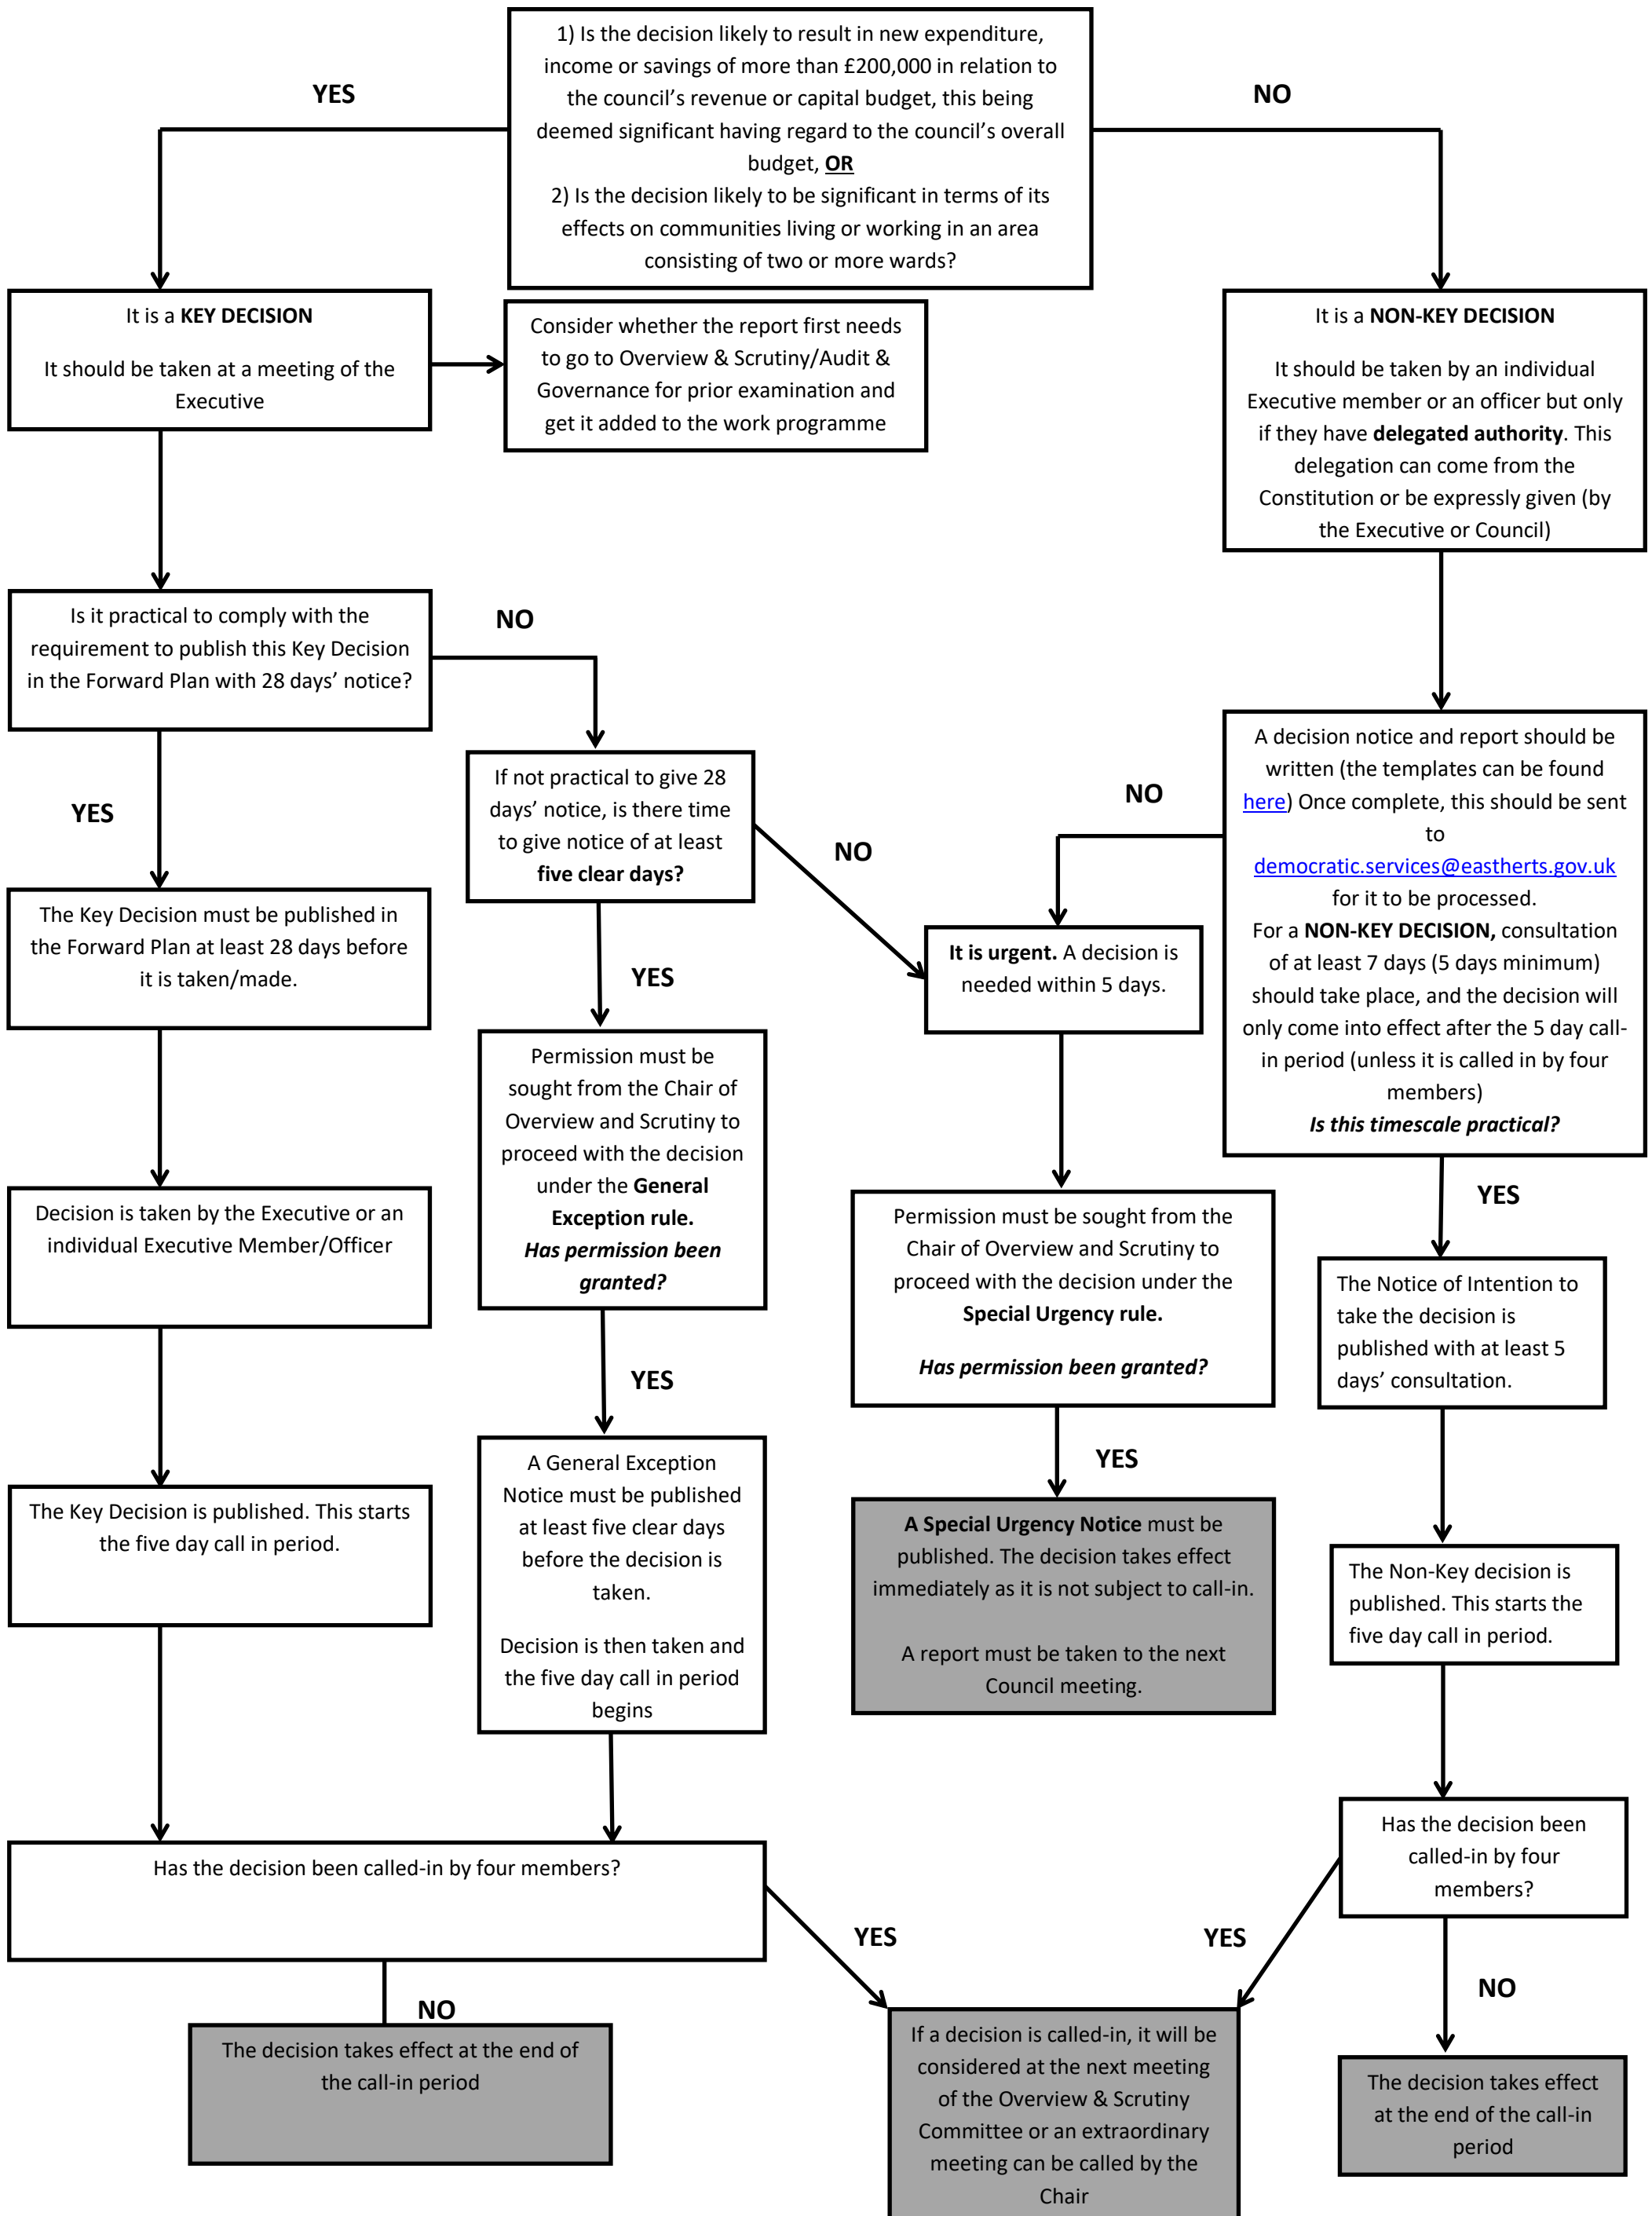 1) Is the decision likely to result in new expenditure,
income or savings of more than £200,000 in relation to
the council’s revenue or capital budget, this being
deemed significant having regard to the council’s overall
budget, OR
2) Is the decision likely to be significant in terms of its
effects on communities living or working in an area
consisting of two or more wards?
YES
NO
It is a KEY DECISION
It should be taken at a meeting of the
Executive
Consider whether the report first needs
to go to Overview & Scrutiny/Audit &
Governance for prior examination and
get it added to the work programme
It is a NON-KEY DECISION
It should be taken by an individual
Executive member or an officer but only
if they have delegated authority. This
delegation can come from the
Constitution or be expressly given (by
the Executive or Council)
Is it practical to comply with the
requirement to publish this Key Decision
in the Forward Plan with 28 days’ notice?
NO
YES
If not practical to give 28
days’ notice, is there time
to give notice of at least
five clear days?
NO
NO
A decision notice and report should be
written (the templates can be found
here) Once complete, this should be sent
to
democratic.services@eastherts.gov.uk
for it to be processed.
For a NON-KEY DECISION, consultation
of at least 7 days (5 days minimum)
should take place, and the decision will
only come into effect after the 5 day call-
in period (unless it is called in by four
members)
Is this timescale practical?
The Key Decision must be published in
the Forward Plan at least 28 days before
it is taken/made.
YES
It is urgent. A decision is
needed within 5 days.
Permission must be
sought from the Chair of
Overview and Scrutiny to
proceed with the decision
under the General
Exception rule.
Has permission been
granted?
Decision is taken by the Executive or an
individual Executive Member/Officer
Permission must be sought from the
Chair of Overview and Scrutiny to
proceed with the decision under the
Special Urgency rule.
Has permission been granted?
YES
The Notice of Intention to
take the decision is
published with at least 5
days’ consultation.
YES
YES
The Key Decision is published. This starts
the five day call in period.
A General Exception
Notice must be published
at least five clear days
before the decision is
taken.
Decision is then taken and
the five day call in period
begins
A Special Urgency Notice must be
published. The decision takes effect
immediately as it is not subject to call-in.
A report must be taken to the next
Council meeting.
The Non-Key decision is
published. This starts the
five day call in period.
Has the decision been called-in by four members?
Has the decision been
called-in by four
members?
YES
YES
NO
NO
The decision takes effect at the end of
the call-in period
If a decision is called-in, it will be
considered at the next meeting
of the Overview & Scrutiny
Committee or an extraordinary
meeting can be called by the
Chair
The decision takes effect
at the end of the call-in
period